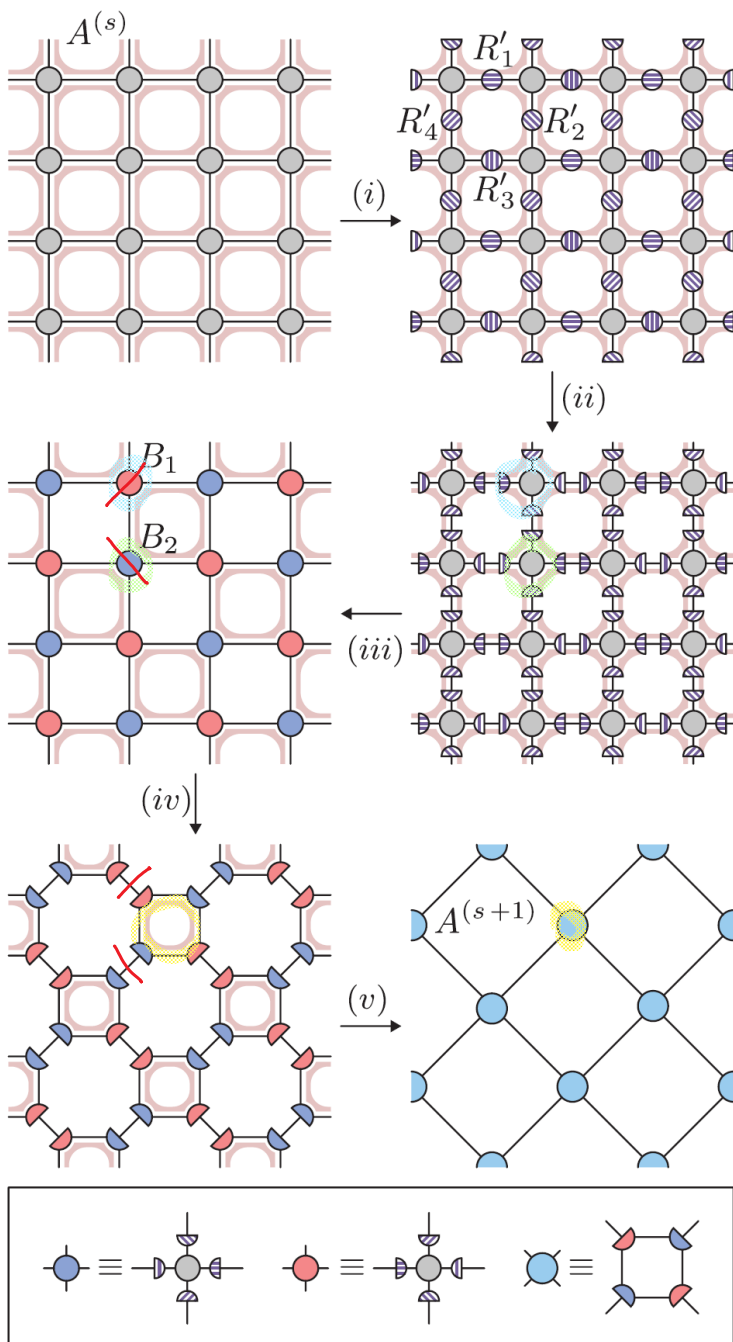 A^(s)
R'_1
R'_4 R'_2
R'_3
(i)
(ii)
B_1
B_2
(iii)
(iv)
A^(s+1)
(v)
≡ ≡ ≡